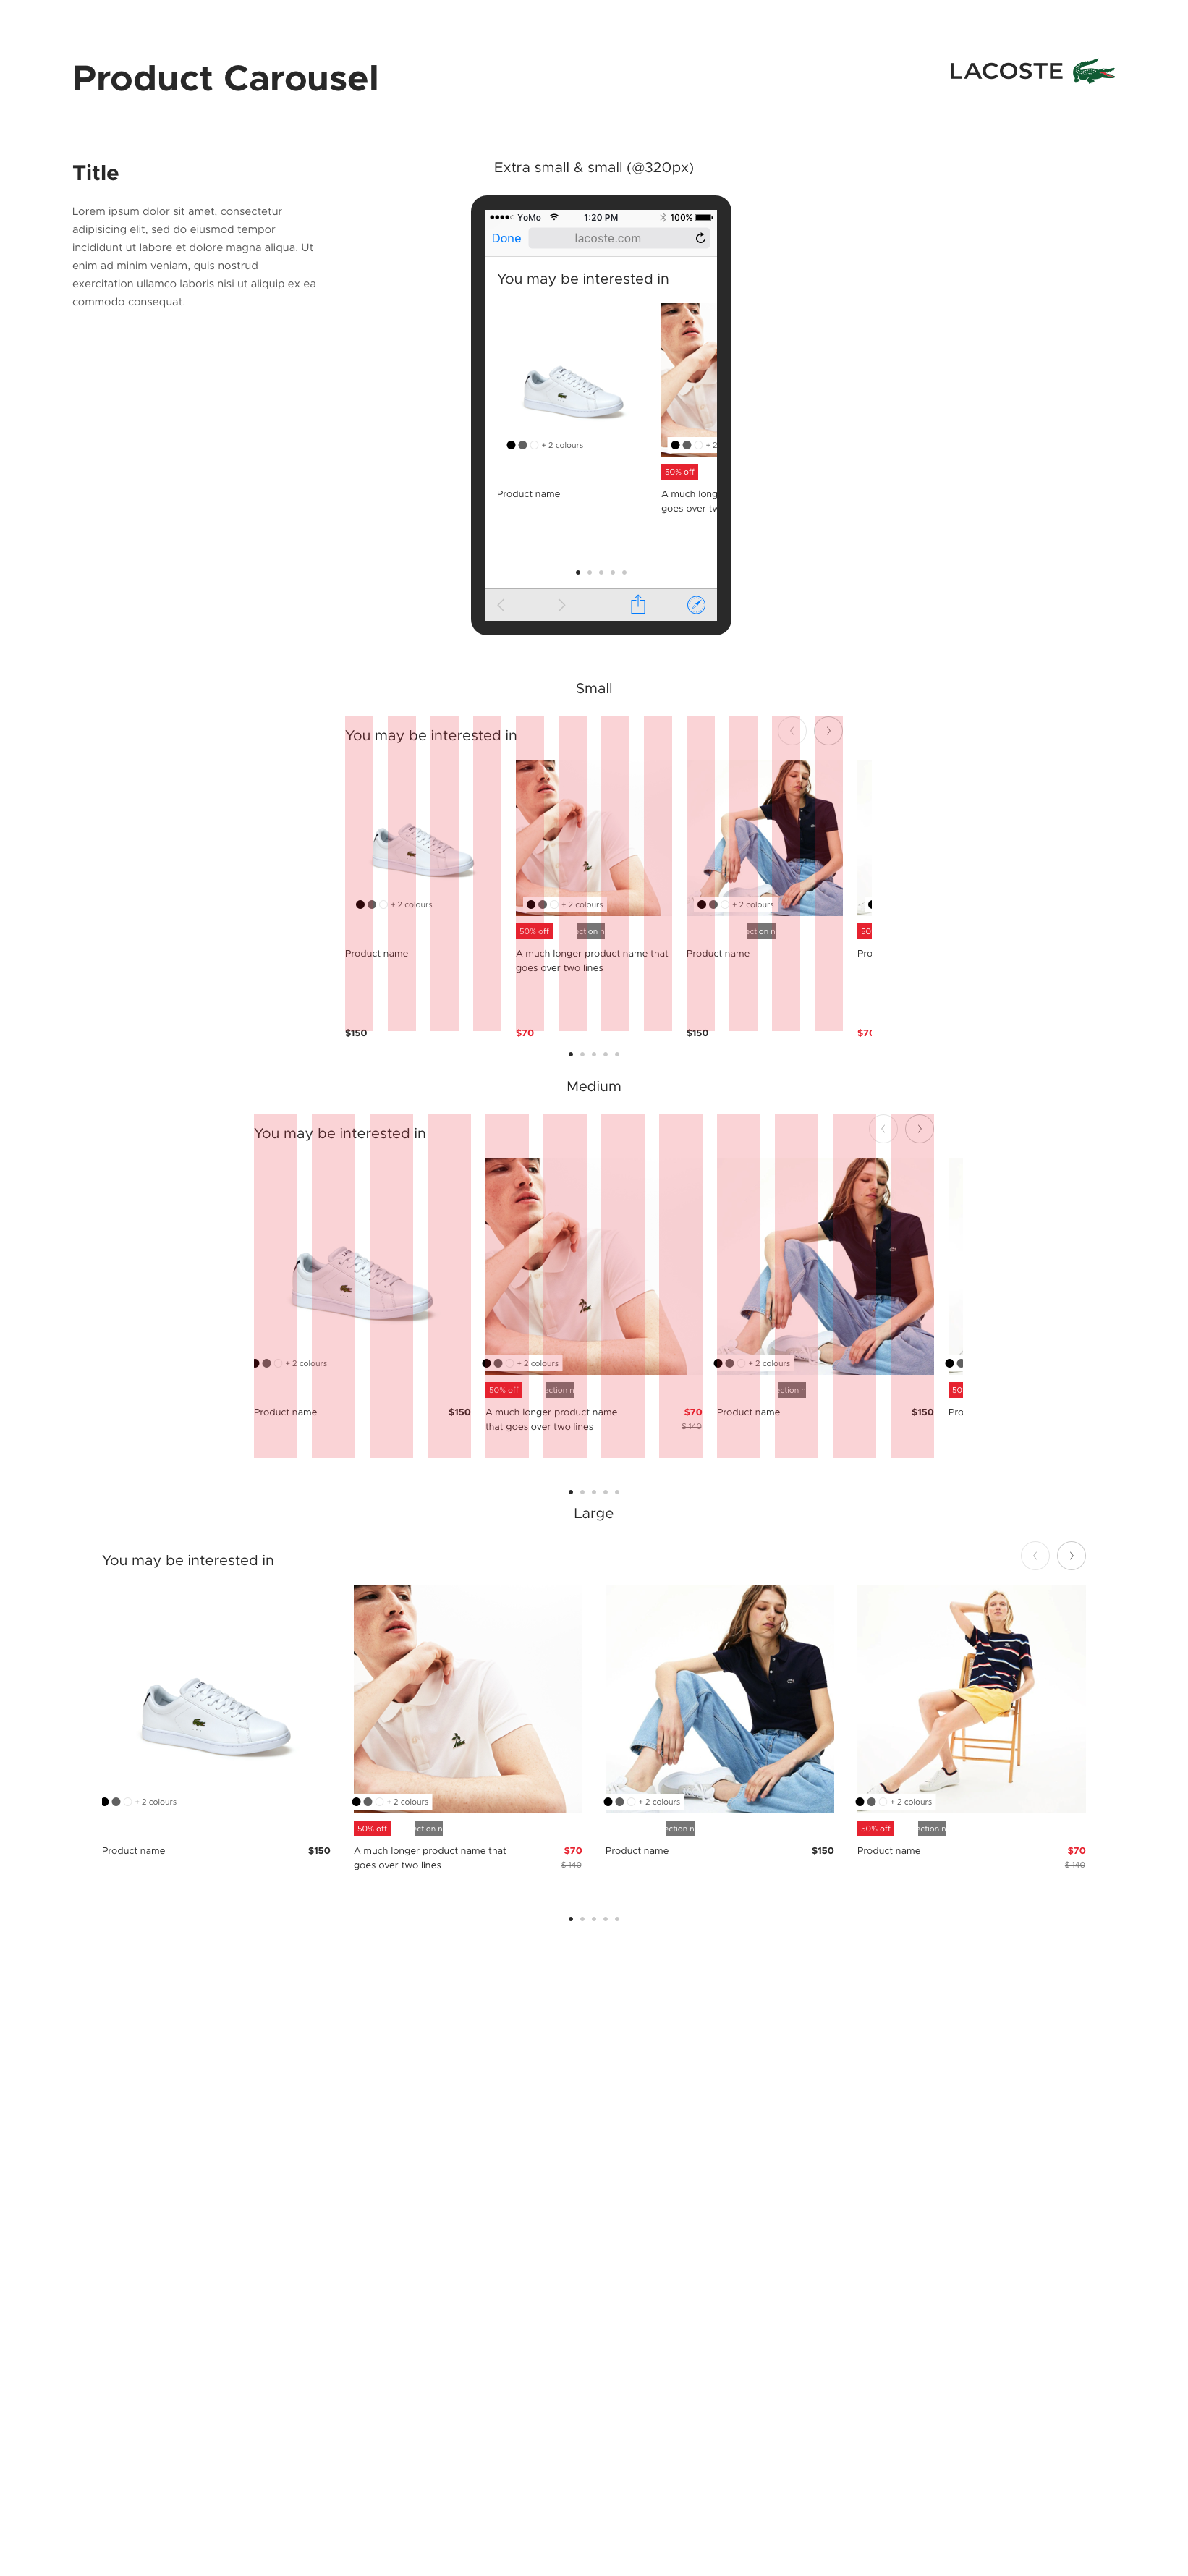 Product Carousel
LACOSTE
Title
Lorem ipsum dolor sit amet, consectetur
adipisicing elit, sed do eiusmod tempor
incididunt ut labore et dolore magna aliqua. Ut
enim ad minim veniam, quis nostrud
exercitation ullamco laboris nisi ut aliquip ex ea
commodo consequat.
Extra small & small (@320px)
YoMo 1:20 PM 100%
Done lacoste.com
You may be interested in
+ 2 colours + 2
50% off
Product name A much long
goes over tw
Small
You may be interested in
+ 2 colours + 2 colours + 2 colours
50% off ection n ection n 50
Product name A much longer product name that Product name Pro
goes over two lines
$150 $70 $150 $70
Medium
You may be interested in
+ 2 colours + 2 colours + 2 colours
50% off ection n ection n 50
Product name $150 A much longer product name $70 Product name $150 Pro
that goes over two lines $ 140
Large
You may be interested in
+ 2 colours + 2 colours + 2 colours + 2 colours
50% off ection n ection n 50% off ection n
Product name $150 A much longer product name that $70 Product name $150 Product name $70
goes over two lines $ 140 $ 140